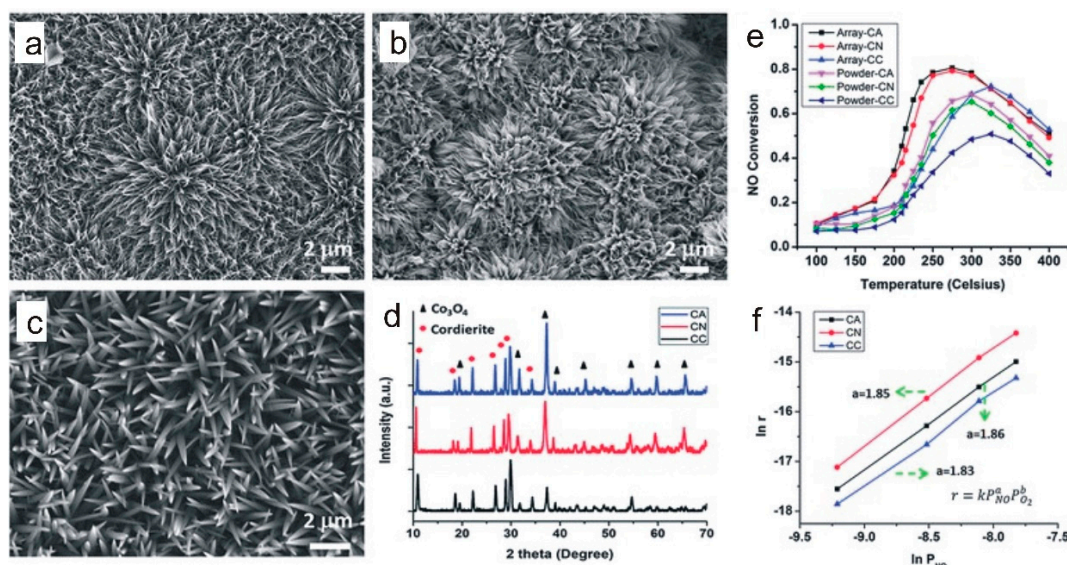 a
2 μm
b
2 μm
c
2 μm
d
Co3O4
Cordierite
CA
CN
CC
Intensity (a.u.)
10 20 30 40 50 60 70
2 theta (Degree)
e
Array-CA
Array-CN
Array-CC
Powder-CA
Powder-CN
Powder-CC
NO Conversion
1.0
0.8
0.6
0.4
0.2
0.0
100 150 200 250 300 350 400
Temperature (Celsius)
f
CA
CN
CC
ln r
-14
-15
-16
-17
-18
a=1.85
a=1.86
a=1.83
r = kP^a_NO P^b_O2
-9.5 -9.0 -8.5 -8.0 -7.5
ln P